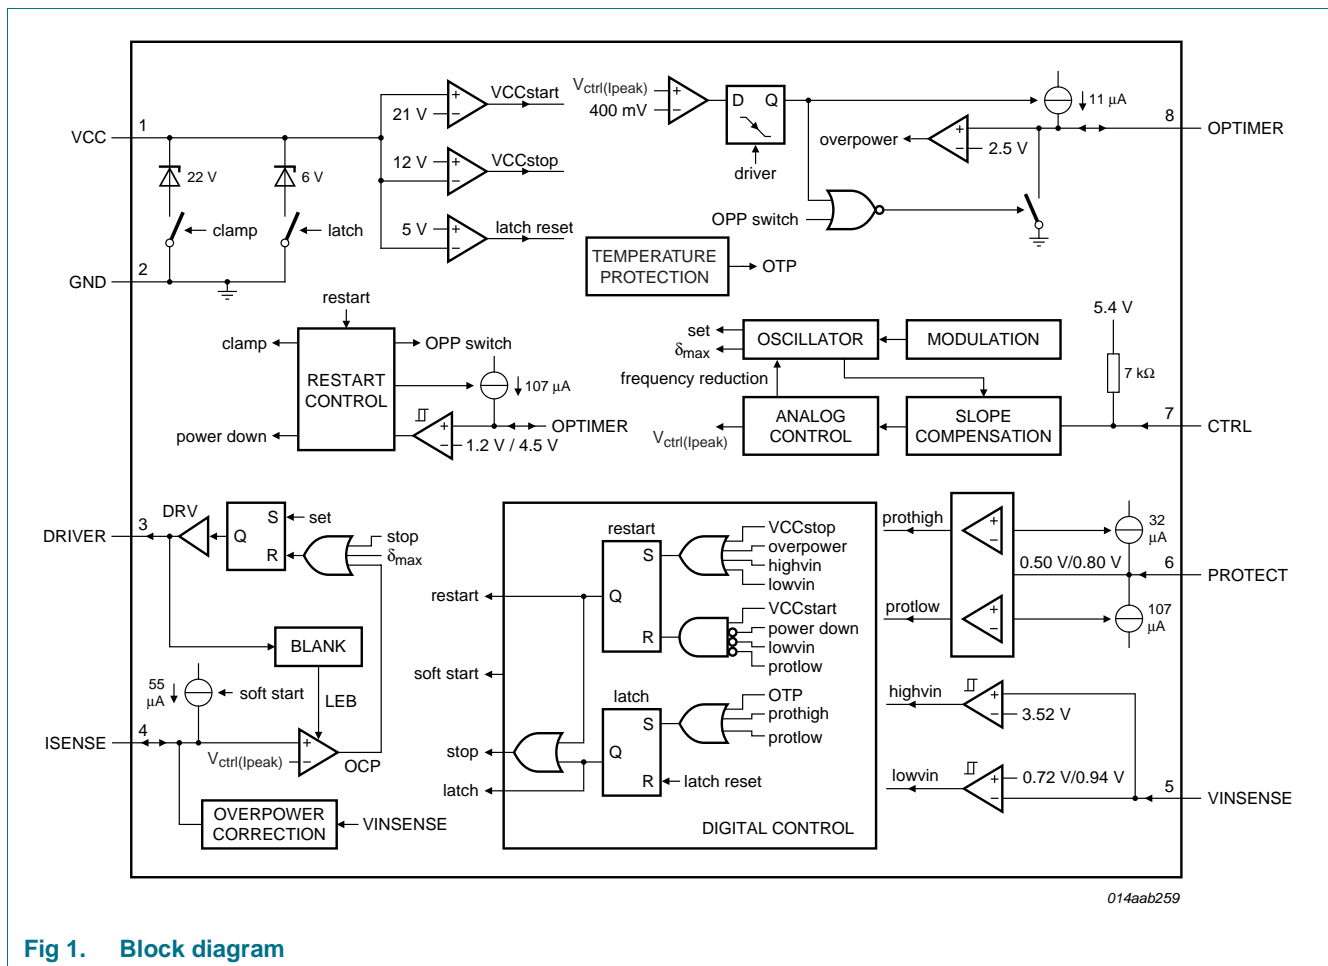 VCC
1
GND
2
22 V
6 V
clamp
latch
21 V
VCCstart
12 V
VCCstop
5 V
latch reset
Vctrl(Ipeak)
400 mV
D Q
driver
11 μA
8
OPTIMER
overpower
2.5 V
OPP switch
TEMPERATURE
PROTECTION
OTP
restart
clamp
OPP switch
RESTART
CONTROL
107 μA
power down
OPTIMER
1.2 V / 4.5 V
set
δmax
OSCILLATOR
MODULATION
frequency reduction
Vctrl(Ipeak)
ANALOG
CONTROL
SLOPE
COMPENSATION
5.4 V
7 kΩ
7
CTRL
DRIVER
3
DRV
Q
S
R
set
stop
δmax
BLANK
LEB
55
μA
soft start
ISENSE
4
Vctrl(Ipeak)
OCP
OVERPOWER
CORRECTION
VINSENSE
restart
S
Q
R
VCCstop
overpower
highvin
lowvin
VCCstart
power down
lowvin
protlow
restart
soft start
latch
S
Q
R
OTP
prothigh
protlow
latch reset
stop
latch
DIGITAL CONTROL
prothigh
protlow
0.50 V/0.80 V
32
μA
6
PROTECT
107
μA
highvin
3.52 V
lowvin
0.72 V/0.94 V
5
VINSENSE
014aab259
Fig 1. Block diagram